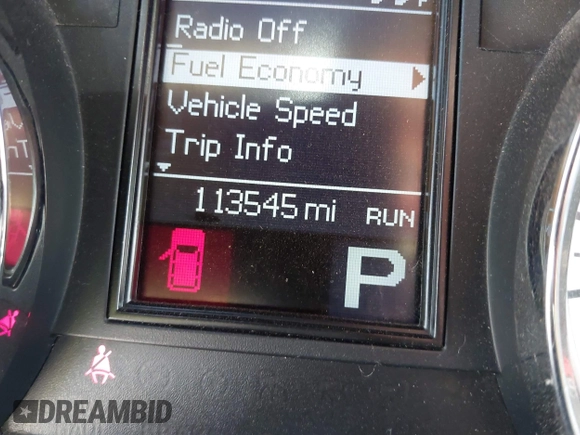 Radio Off
Fuel Economy
Vehicle Speed
Trip Info
113545 mi RUN
P
DREAMBID